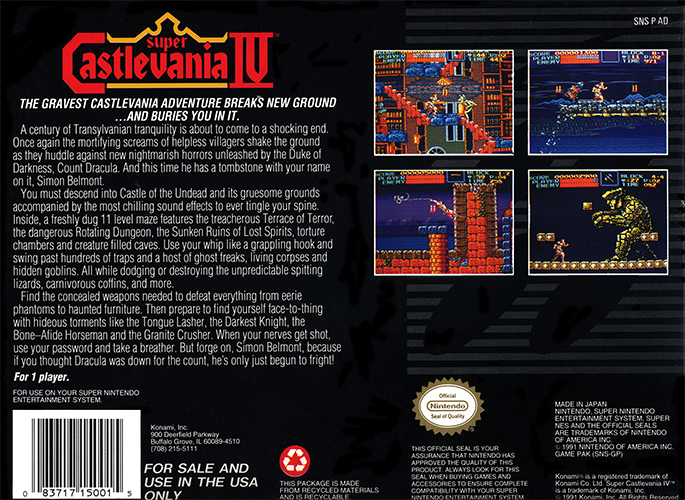 SNS P AD
super
Castlevania IV
™
THE GRAVEST CASTLEVANIA ADVENTURE BREAKS NEW GROUND
...AND BURIES YOU IN IT.
A century of Transylvanian tranquility is about to come to a shocking end.
Once again the mortifying screams of helpless villagers shake the ground
as they huddle against new nightmarish horrors unleashed by the Duke of
Darkness, Count Dracula. And this time he has a tombstone with your name
on it, Simon Belmont.
You must descend into Castle of the Undead and its gruesome grounds
accompanied by the most chilling sound effects to ever tingle your spine.
Inside, a freshly dug 11 level maze features the treacherous Terrace of Terror,
the dangerous Rotating Dungeon, the Sunken Ruins of Lost Spirits, torture
chambers and creature filled caves. Use your whip like a grappling hook and
swing past hundreds of traps and a host of ghost freaks, living corpses and
hidden goblins. All while dodging or destroying the unpredictable spitting
lizards, carnivorous coffins, and more.
Find the concealed weapons needed to defeat everything from eerie
phantoms to haunted furniture. Then prepare to find yourself face-to-thing
with hideous torments like the Tongue Lasher, the Darkest Knight, the
Bone–Afide Horseman and the Granite Crusher. When your nerves get shot,
use your password and take a breather. But forge on, Simon Belmont, because
if you thought Dracula was down for the count, he's only just begun to fright!
For 1 player.
FOR USE ON YOUR SUPER NINTENDO
ENTERTAINMENT SYSTEM.
0 83717 15001 5
Konami, Inc.
900 Deerfield Parkway
Buffalo Grove, IL 60089-4510
(708) 215-5111
FOR SALE AND
USE IN THE USA
ONLY
THIS PACKAGE IS MADE
FROM RECYCLED MATERIALS
AND IS RECYCLABLE
Official
Nintendo
Seal of Quality
THIS OFFICIAL SEAL IS YOUR
ASSURANCE THAT NINTENDO HAS
APPROVED THE QUALITY OF THIS
PRODUCT. ALWAYS LOOK FOR THIS
SEAL WHEN BUYING GAMES AND
ACCESSORIES TO ENSURE COMPLETE
COMPATIBILITY WITH YOUR SUPER
NINTENDO ENTERTAINMENT SYSTEM
MADE IN JAPAN
NINTENDO, SUPER NINTENDO
ENTERTAINMENT SYSTEM, SUPER
NES AND THE OFFICIAL SEALS
ARE TRADEMARKS OF NINTENDO
OF AMERICA INC.
© 1991 NINTENDO OF AMERICA INC.
GAME PAK (SNS-GP)
Konami™ is a registered trademark of
Konami Co. Ltd. Super Castlevania IV™
is a trademark of Konami, Inc.
© 1991 Konami. All Rights Reserved